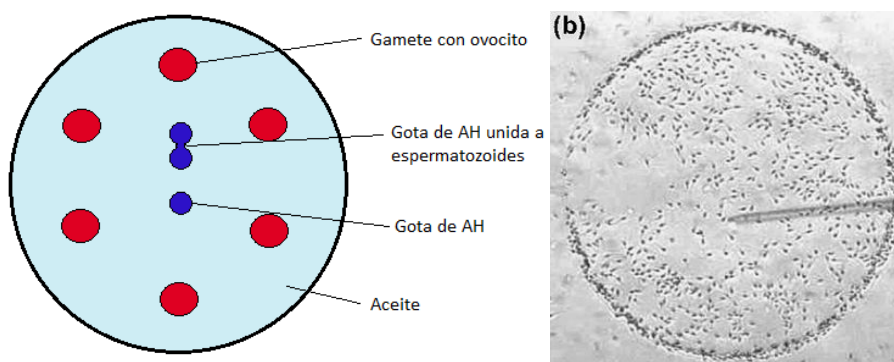 Gamete con ovocito
Gota de AH unida a
espermatozoides
Gota de AH
Aceite
(b)